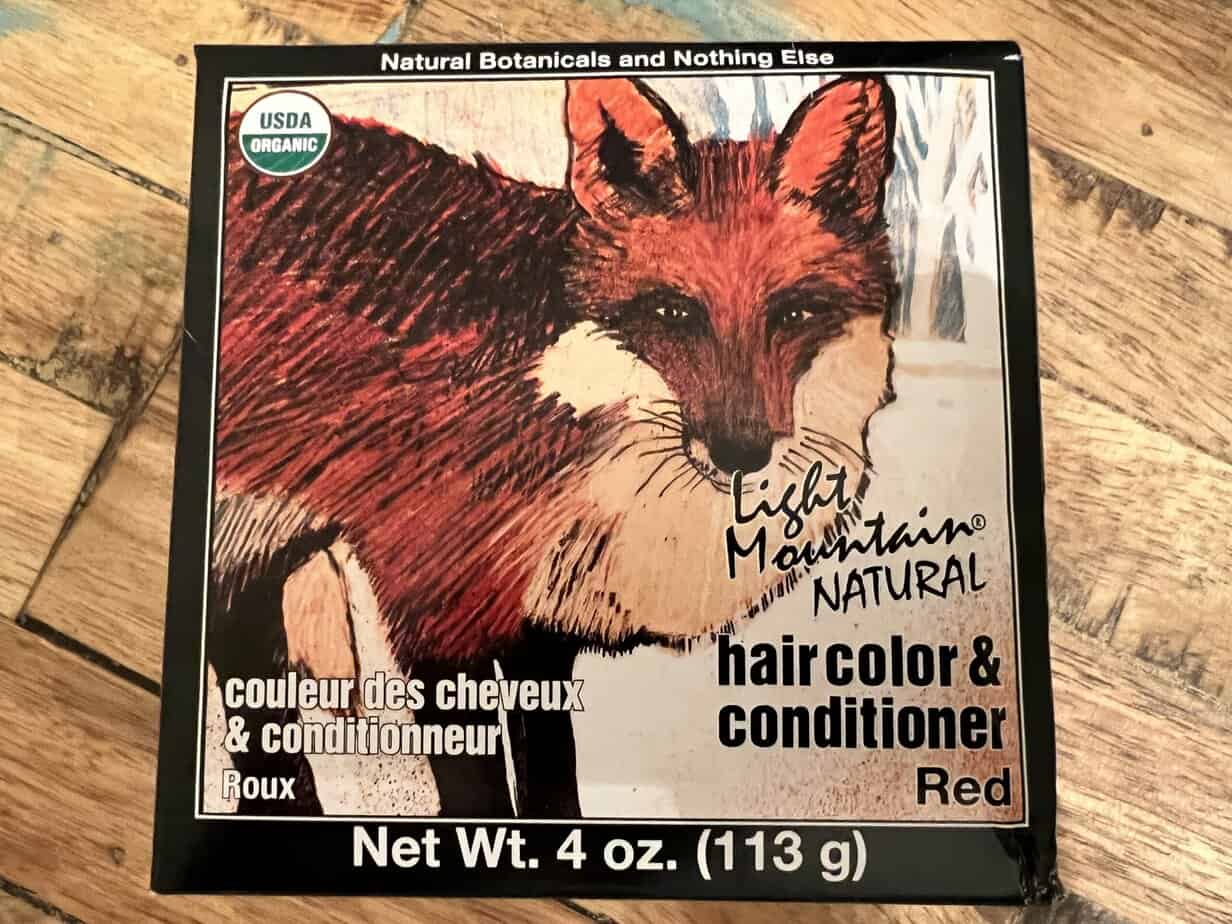 Natural Botanicals and Nothing Else
USDA
ORGANIC
Light
Mountain®
NATURAL
hair color &
conditioner
Red
couleur des cheveux
& conditionneur
Roux
Net Wt. 4 oz. (113 g)